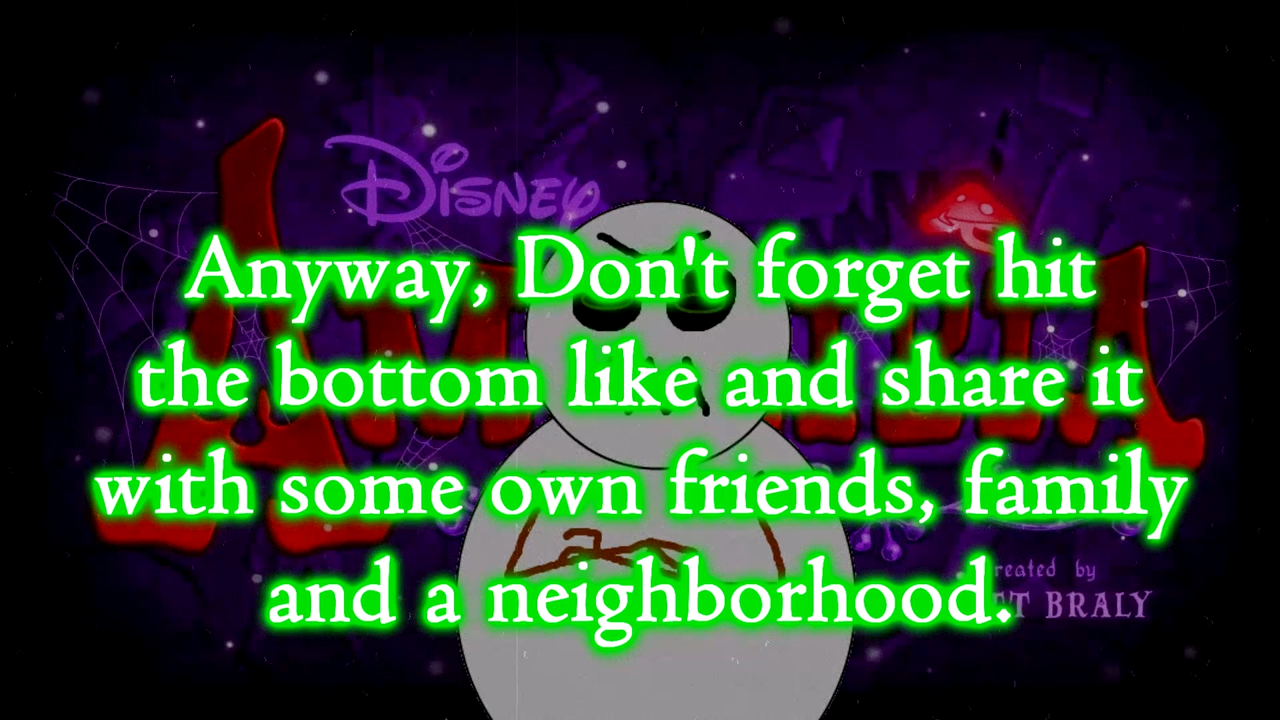 Disney
Anyway, Don't forget hit
the bottom like and share it
with some own friends, family
and a neighborhood.
reated by
T BRALY